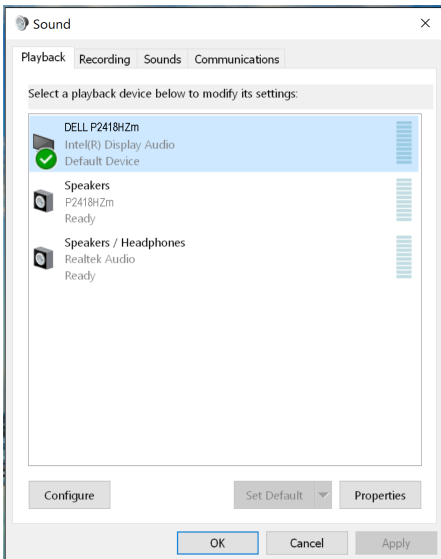 Sound
Playback
Recording
Sounds
Communications
Select a playback device below to modify its settings:
DELL P2418HZm
Intel(R) Display Audio
Default Device
Speakers
P2418HZm
Ready
Speakers / Headphones
Realtek Audio
Ready
Configure
Set Default
Properties
OK
Cancel
Apply